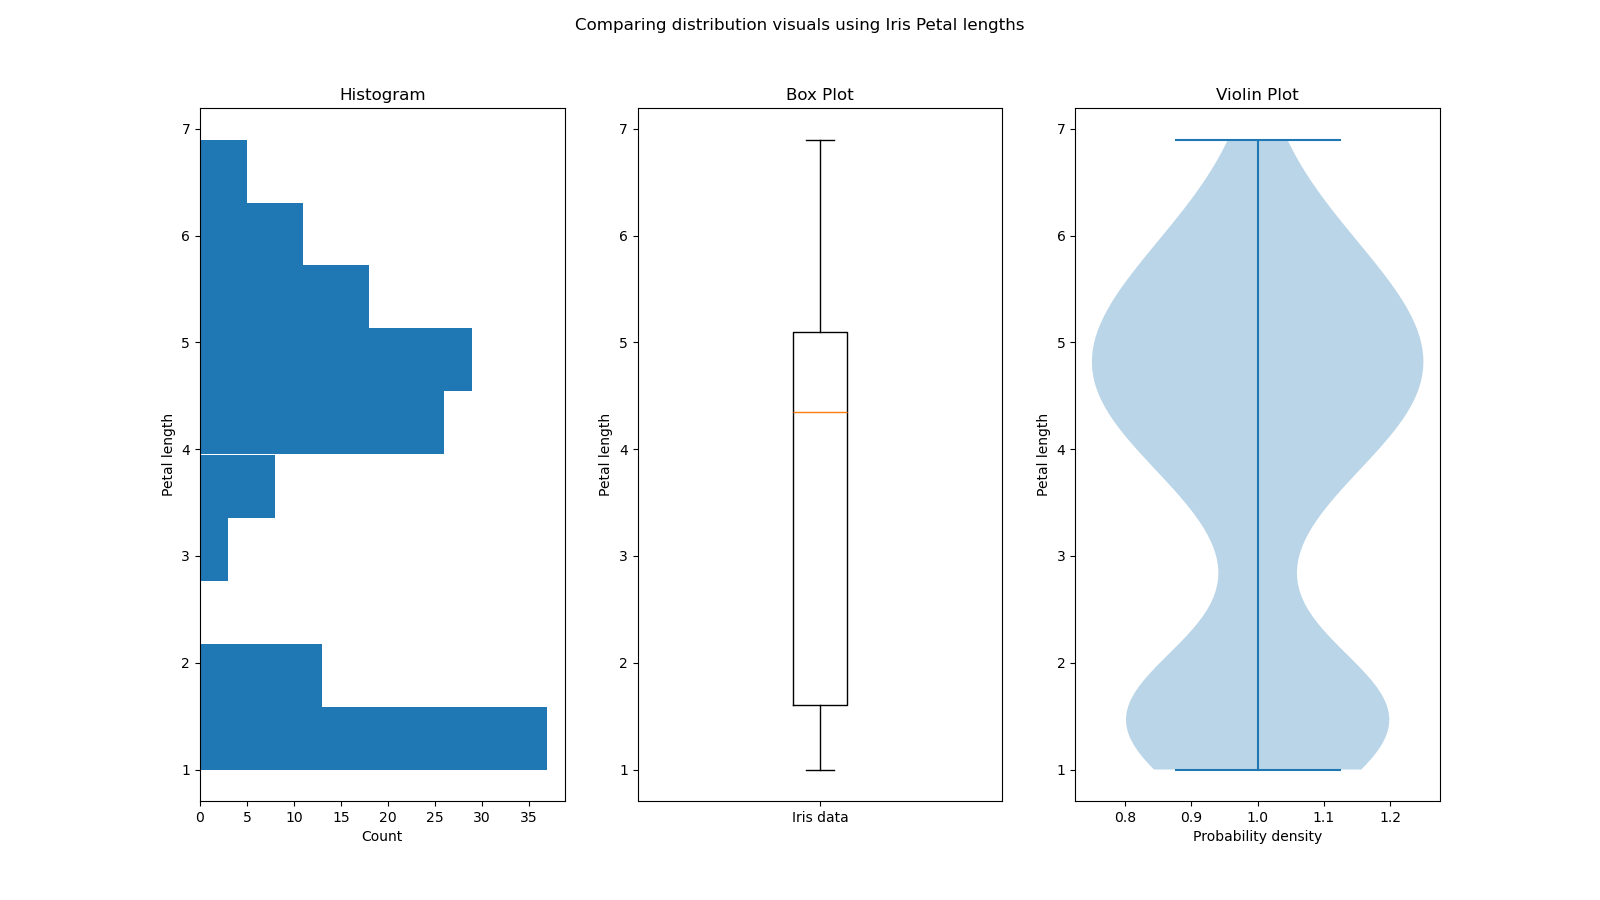 Comparing distribution visuals using Iris Petal lengths
Histogram
7
6
5
4
3
2
1
Petal length
0 5 10 15 20 25 30 35
Count
Box Plot
7
6
5
4
3
2
1
Petal length
Iris data
Violin Plot
7
6
5
4
3
2
1
Petal length
0.8 0.9 1.0 1.1 1.2
Probability density